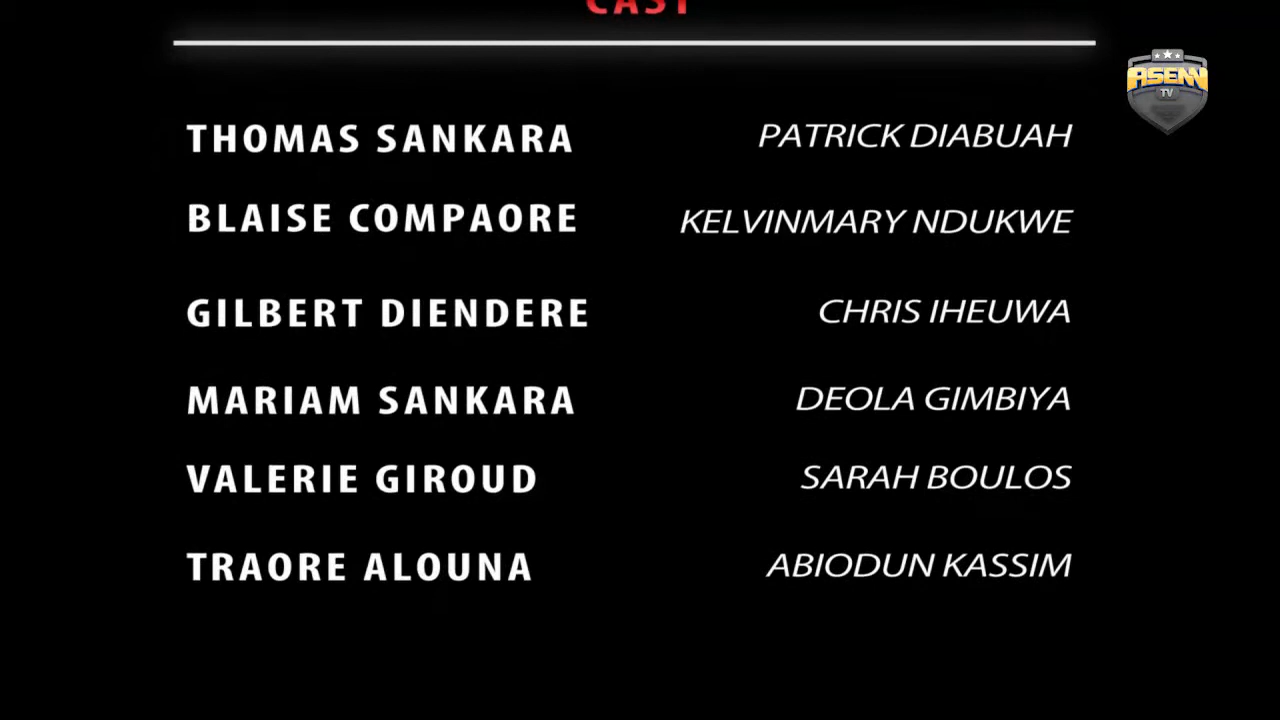 CAST
ASENN
TV
THOMAS SANKARA PATRICK DIABUAH
BLAISE COMPAORE KELVINMARY NDUKWE
GILBERT DIENDERE CHRIS IHEUWA
MARIAM SANKARA DEOLA GIMBIYA
VALERIE GIROUD SARAH BOULOS
TRAORE ALOUNA ABIODUN KASSIM